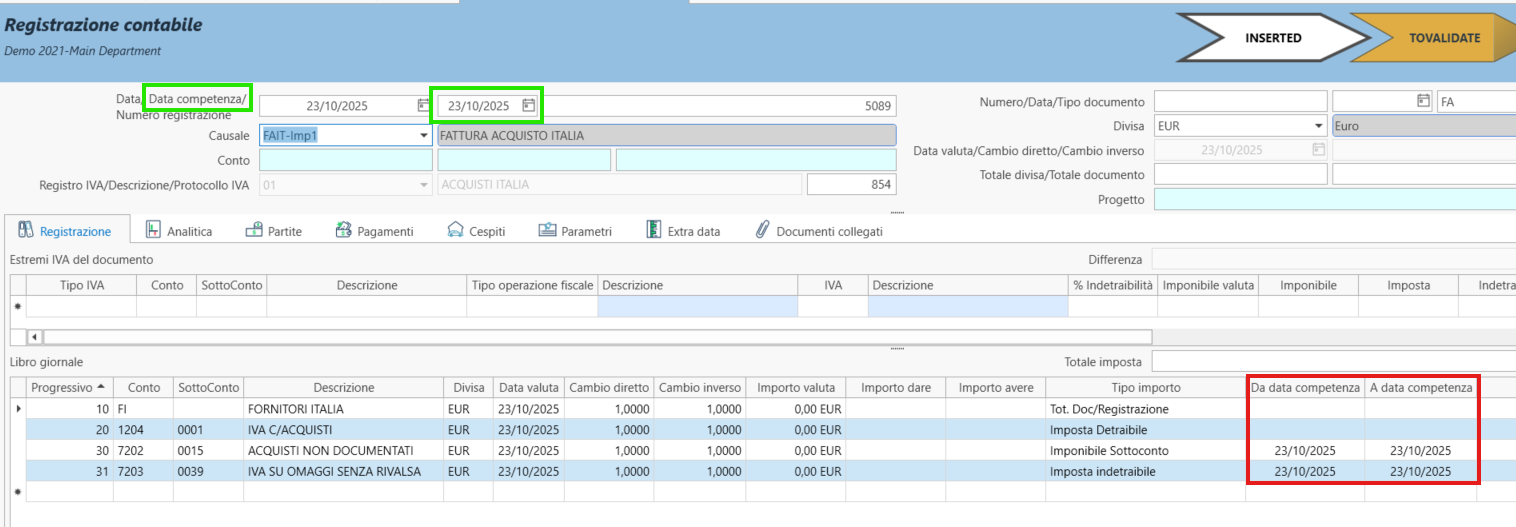 Registrazione contabile
Demo 2021-Main Department
INSERTED
TOVALIDATE
Data/ Data competenza/
Numero registrazione
23/10/2025
23/10/2025
5089
Causale
FAIT-Imp1
FATTURA ACQUISTO ITALIA
Conto
Registro IVA/Descrizione/Protocollo IVA
01
ACQUISTI ITALIA
854
Numero/Data/Tipo documento
FA
Divisa
EUR
Euro
Data valuta/Cambio diretto/Cambio inverso
23/10/2025
Totale divisa/Totale documento
Progetto
Registrazione Analitica Partite Pagamenti Cespiti Parametri Extra data Documenti collegati
Estremi IVA del documento
Differenza
Tipo IVA Conto SottoConto Descrizione Tipo operazione fiscale Descrizione IVA Descrizione % Indetraibilità Imponibile valuta Imponibile Imposta Indetra
Libro giornale
Totale imposta
Progressivo Conto SottoConto Descrizione Divisa Data valuta Cambio diretto Cambio inverso Importo valuta Importo dare Importo avere Tipo importo Da data competenza A data competenza
10 FI FORNITORI ITALIA EUR 23/10/2025 1,0000 1,0000 0,00 EUR Tot. Doc/Registrazione
20 1204 0001 IVA C/ACQUISTI EUR 23/10/2025 1,0000 1,0000 0,00 EUR Imposta Detraibile
30 7202 0015 ACQUISTI NON DOCUMENTATI EUR 23/10/2025 1,0000 1,0000 0,00 EUR Imponibile Sottoconto 23/10/2025 23/10/2025
31 7203 0039 IVA SU OMAGGI SENZA RIVALSA EUR 23/10/2025 1,0000 1,0000 0,00 EUR Imposta indetraibile 23/10/2025 23/10/2025